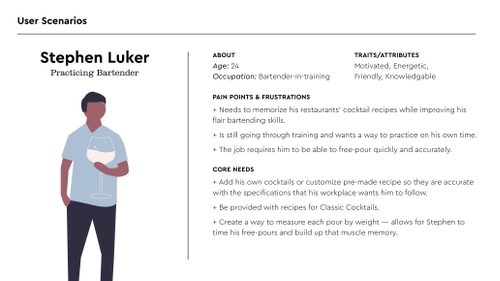 User Scenarios
Stephen Luker
Practicing Bartender
ABOUT
Age: 24
Occupation: Bartender-in-training
TRAITS/ATTRIBUTES
Motivated, Energetic,
Friendly, Knowledgable
PAIN POINTS & FRUSTRATIONS
+ Needs to memorize his restaurants' cocktail recipes while improving his
flair bartending skills.
+ Is still going through training and wants a way to practice on his own time.
+ The job requires him to be able to free-pour quickly and accurately.
CORE NEEDS
+ Add his own cocktails or customize pre-made recipe so they are accurate
with the specifications that his workplace wants him to follow.
+ Be provided with recipes for Classic Cocktails.
+ Create a way to measure each pour by weight — allows for Stephen to
time his free-pours and build up that muscle memory.